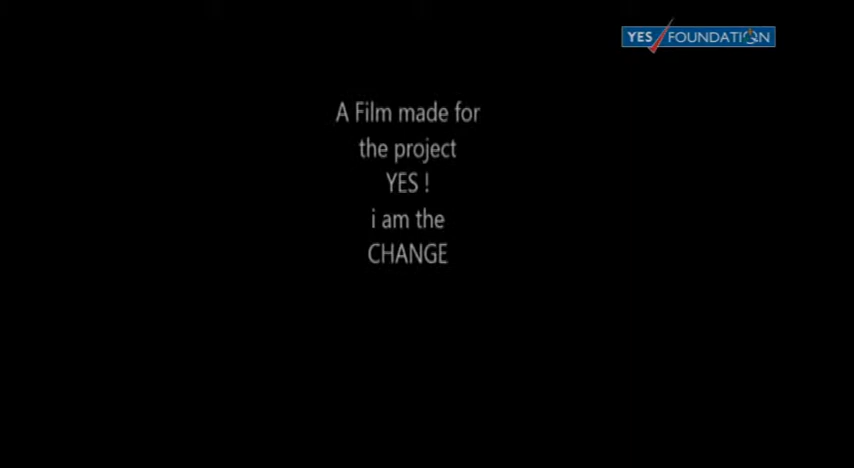 YES FOUNDATION
A Film made for
the project
YES !
i am the
CHANGE